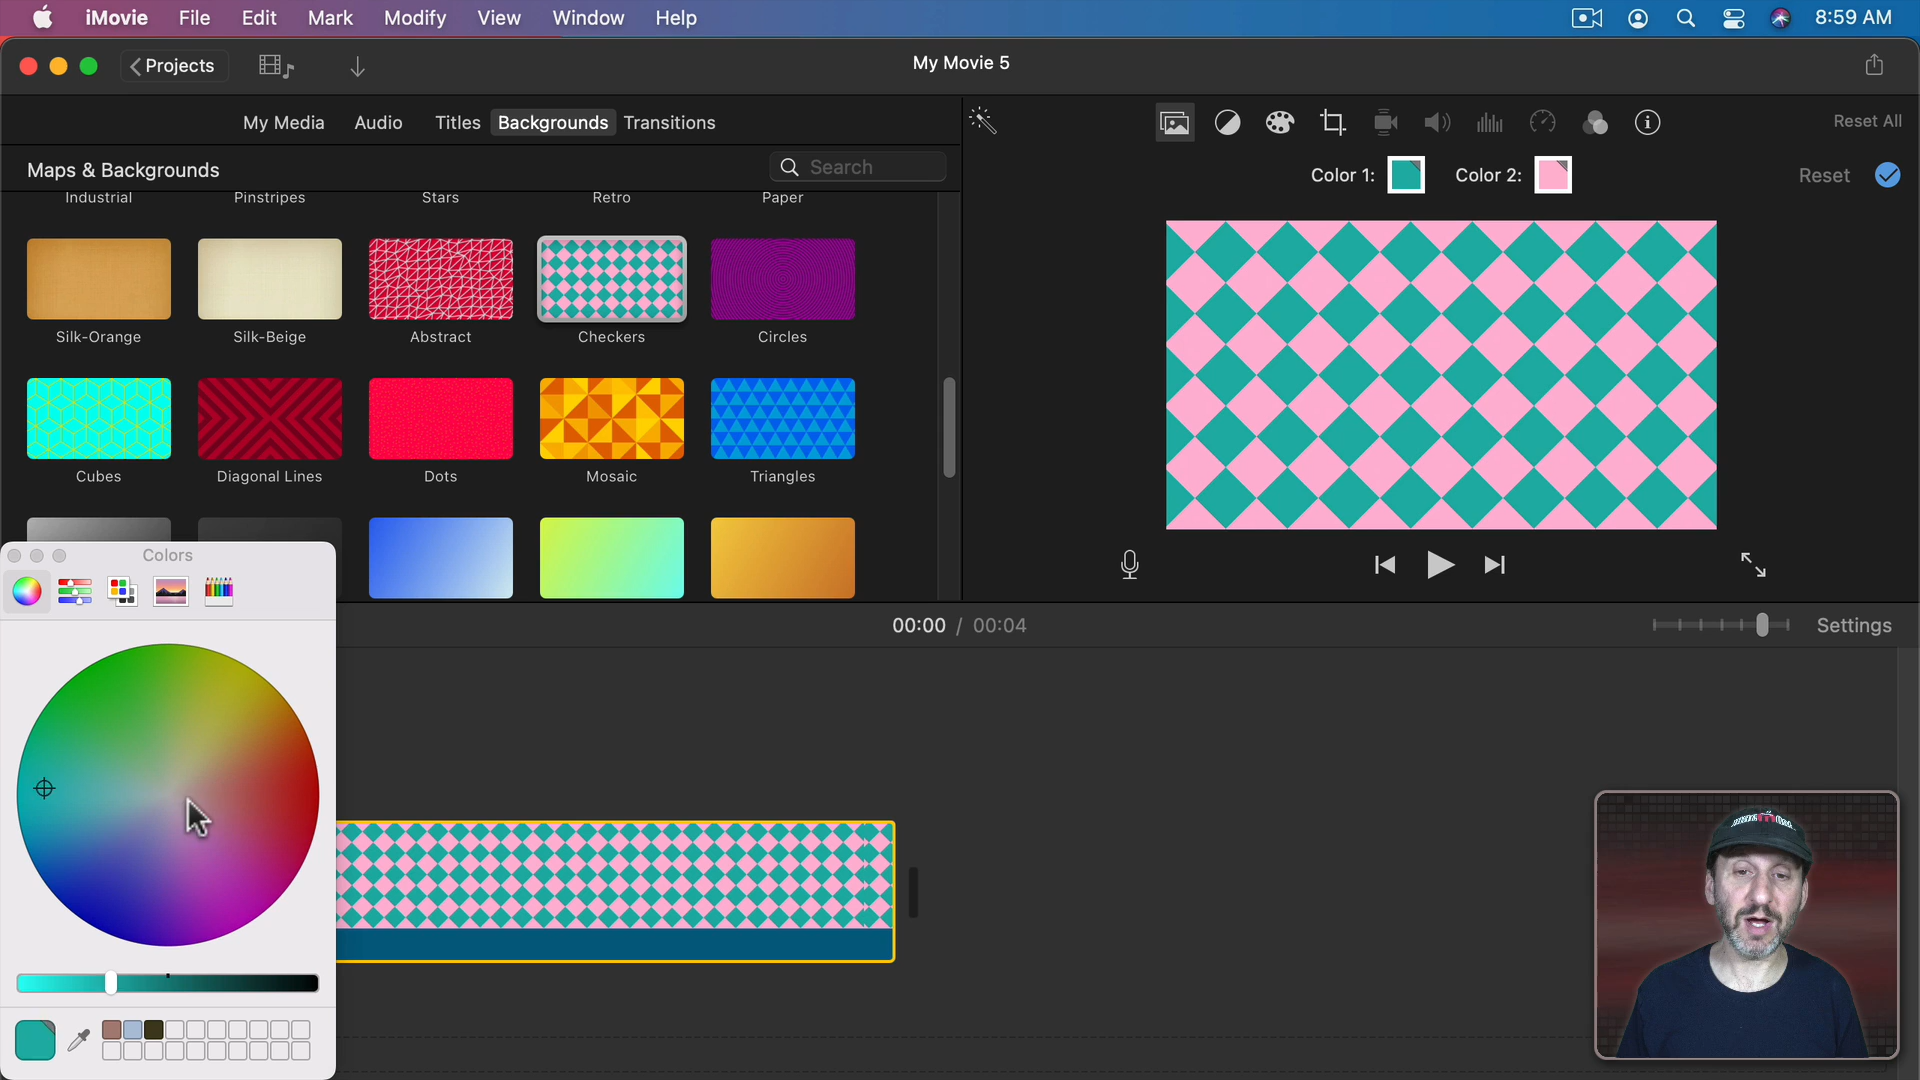 iMovie File Edit Mark Modify View Window Help 8:59 AM
Projects My Movie 5
My Media Audio Titles Backgrounds Transitions Reset All
Maps & Backgrounds Search Color 1: Color 2: Reset
Industrial Pinstripes Stars Retro Paper
Silk-Orange Silk-Beige Abstract Checkers Circles
Cubes Diagonal Lines Dots Mosaic Triangles
Colors
00:00 / 00:04 Settings